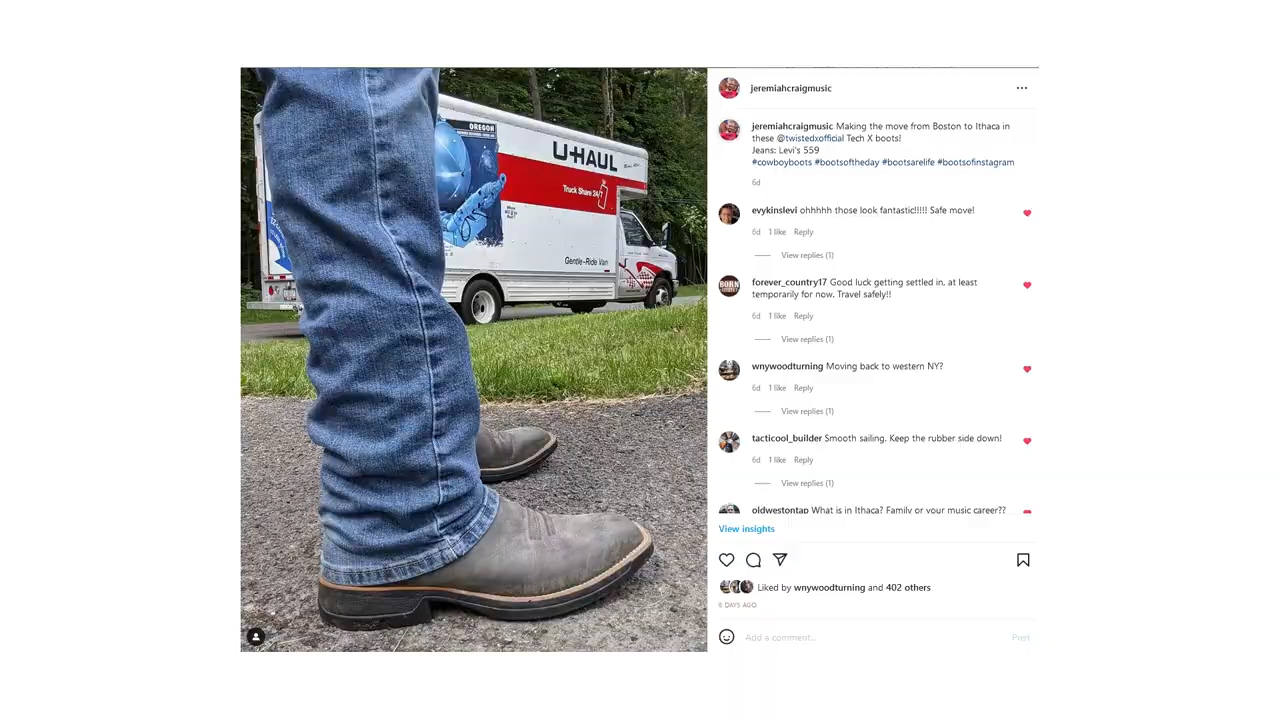 jeremiahcraigmusic
jeremiahcraigmusic Making the move from Boston to Ithaca in
these @twistedxofficial Tech X boots!
Jeans: Levi's 559
#cowboyboots #bootsoftheday #bootsarelife #bootsofinstagram
6d
evykinslevi ohhhhh those look fantastic!!!!! Safe move!
6d 1 like Reply
View replies (1)
forever_country17 Good luck getting settled in, at least
temporarily for now. Travel safely!!
6d 1 like Reply
View replies (1)
wnywoodturning Moving back to western NY?
6d 1 like Reply
View replies (1)
tacticool_builder Smooth sailing. Keep the rubber side down!
6d 1 like Reply
View replies (1)
oldwestontap What is in Ithaca? Family or your music career??
View insights
Liked by wnywoodturning and 402 others
6 DAYS AGO
Add a comment...
Post
OREGON
U-HAUL
Truck Share 24/7
Gentle-Ride Van
BORN